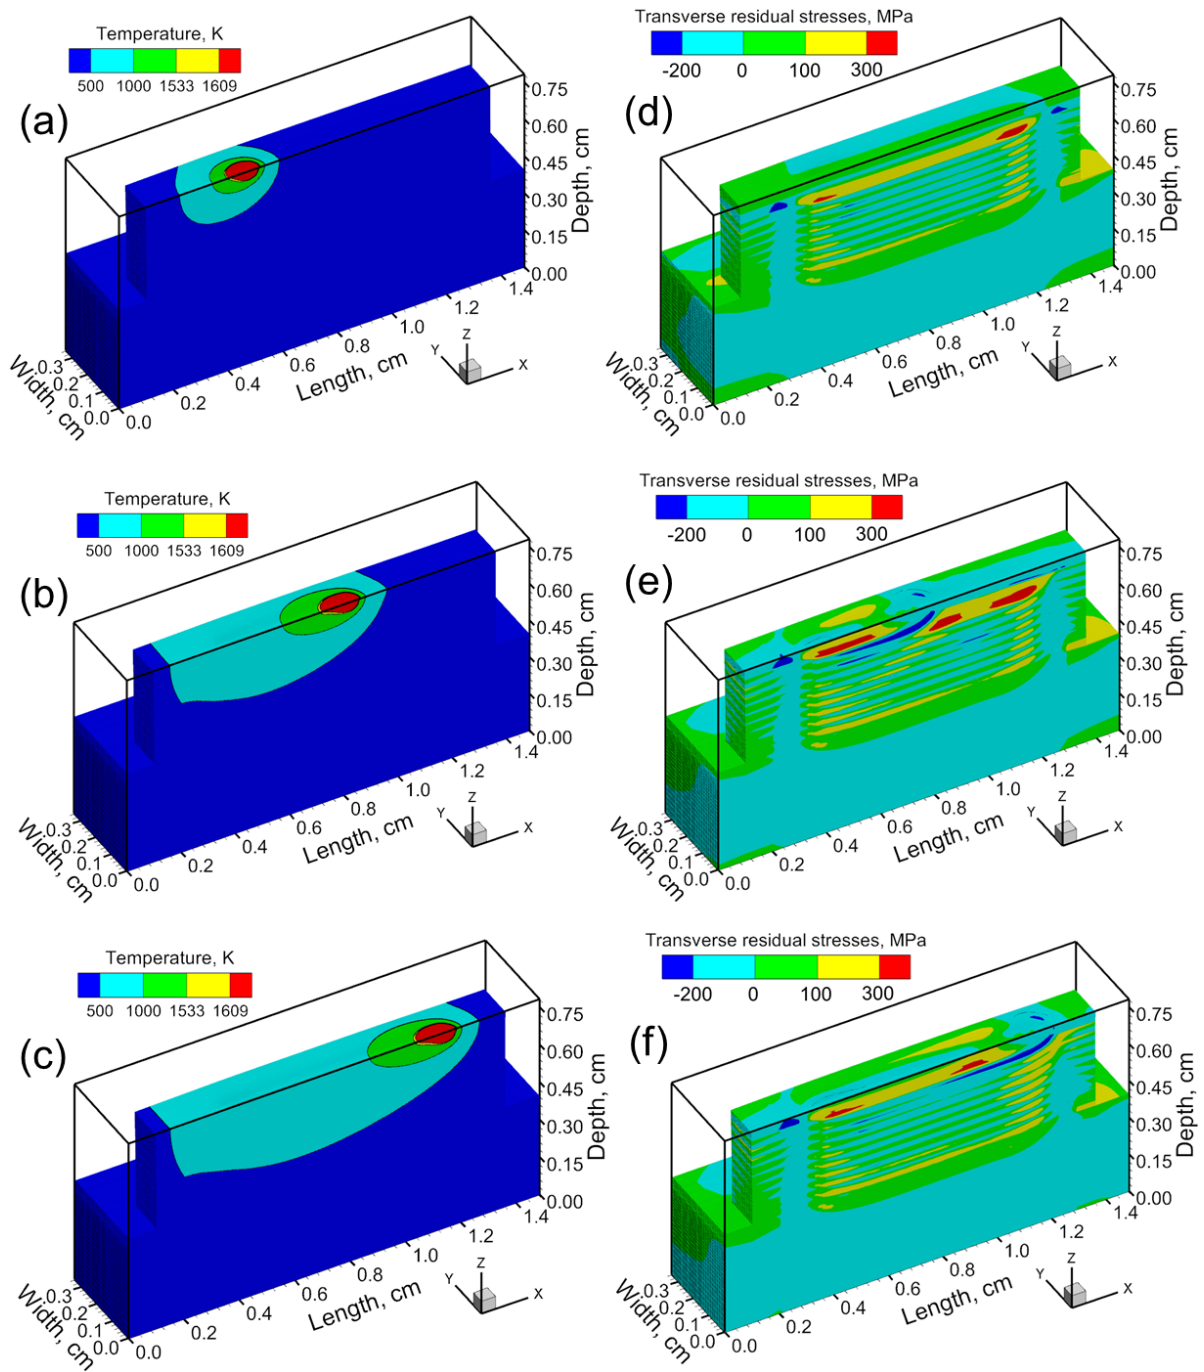 Temperature, K
500 1000 1533 1609
(a)
0.75
0.60
0.45
0.30
0.15
0.00
Depth, cm
1.4
1.2
1.0
0.8
0.6
0.4
0.2
0.0
Length, cm
0.3
0.2
0.1
0.0
Width, cm
Z
Y
X
Transverse residual stresses, MPa
-200 0 100 300
(d)
0.75
0.60
0.45
0.30
0.15
0.00
Depth, cm
1.4
1.2
1.0
0.8
0.6
0.4
0.2
0.0
Length, cm
0.3
0.2
0.1
0.0
Width, cm
Z
Y
X
Temperature, K
500 1000 1533 1609
(b)
0.75
0.60
0.45
0.30
0.15
0.00
Depth, cm
1.4
1.2
1.0
0.8
0.6
0.4
0.2
0.0
Length, cm
0.3
0.2
0.1
0.0
Width, cm
Z
Y
X
Transverse residual stresses, MPa
-200 0 100 300
(e)
0.75
0.60
0.45
0.30
0.15
0.00
Depth, cm
1.4
1.2
1.0
0.8
0.6
0.4
0.2
0.0
Length, cm
0.3
0.2
0.1
0.0
Width, cm
Z
Y
X
Temperature, K
500 1000 1533 1609
(c)
0.75
0.60
0.45
0.30
0.15
0.00
Depth, cm
1.4
1.2
1.0
0.8
0.6
0.4
0.2
0.0
Length, cm
0.3
0.2
0.1
0.0
Width, cm
Z
Y
X
Transverse residual stresses, MPa
-200 0 100 300
(f)
0.75
0.60
0.45
0.30
0.15
0.00
Depth, cm
1.4
1.2
1.0
0.8
0.6
0.4
0.2
0.0
Length, cm
0.3
0.2
0.1
0.0
Width, cm
Z
Y
X